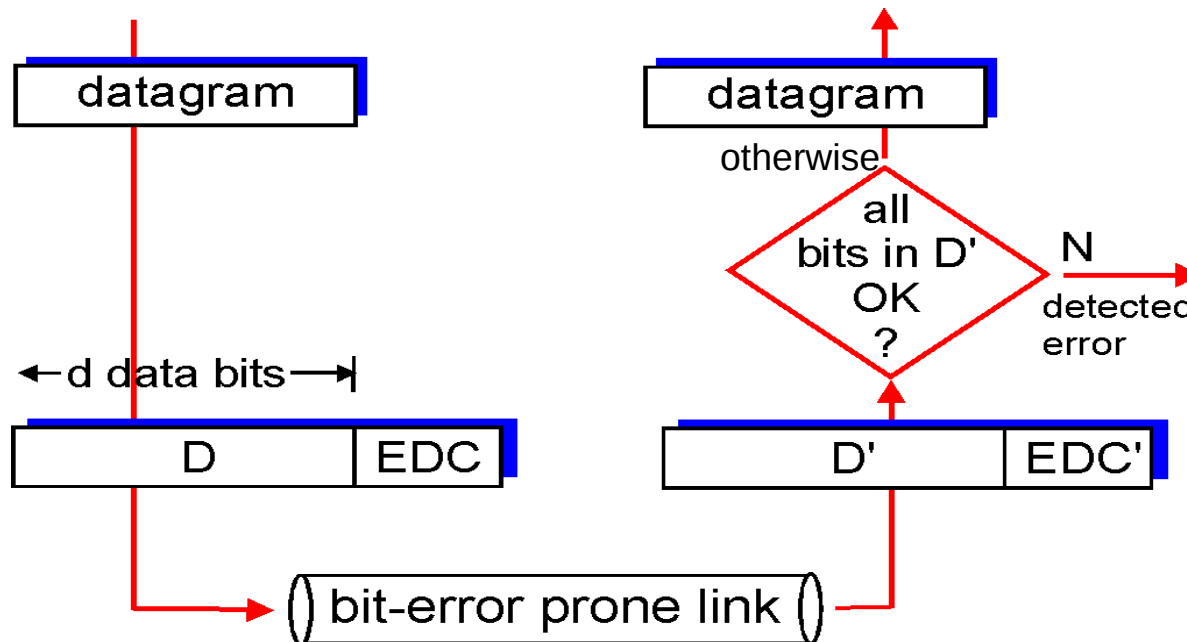 datagram
datagram
otherwise
all
bits in D'
OK
?
N
detected
error
d data bits
D
EDC
D'
EDC'
bit-error prone link